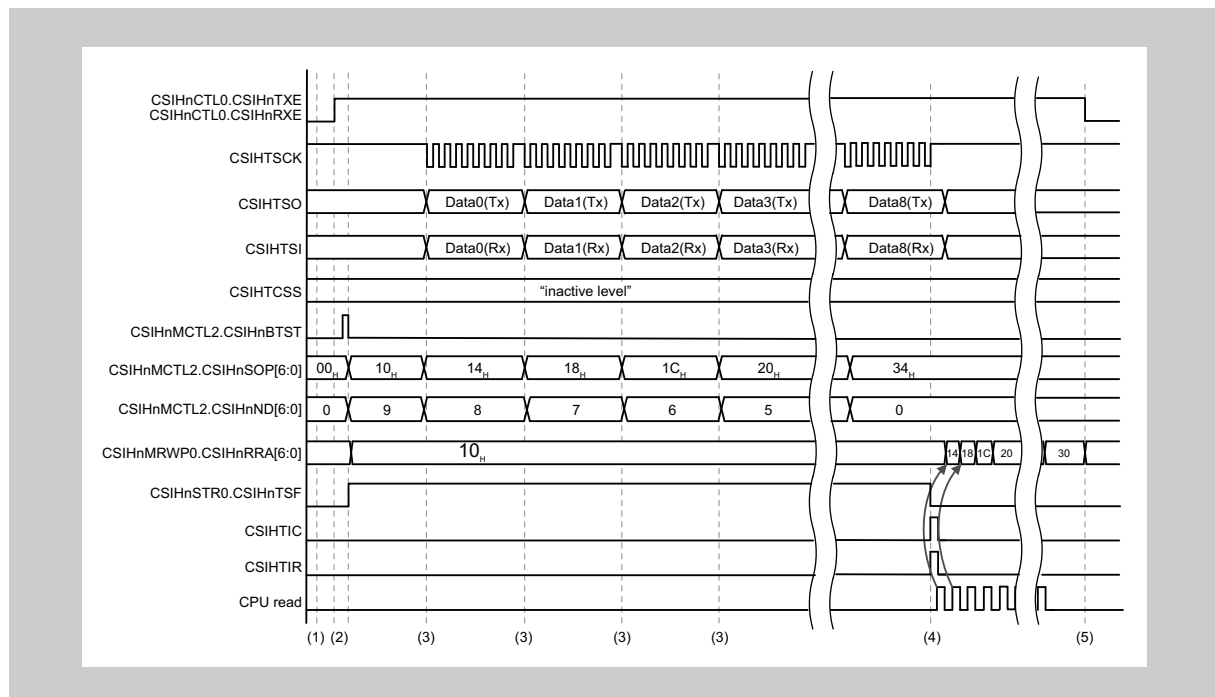 CSIHnCTL0.CSIHnTXE
CSIHnCTL0.CSIHnRXE
CSIHTSCK
CSIHTSO Data0(Tx) Data1(Tx) Data2(Tx) Data3(Tx) Data8(Tx)
CSIHTSI Data0(Rx) Data1(Rx) Data2(Rx) Data3(Rx) Data8(Rx)
CSIHTCSS “inactive level”
CSIHnMCTL2.CSIHnBTST
CSIHnMCTL2.CSIHnSOP[6:0] 00H 10H 14H 18H 1CH 20H 34H
CSIHnMCTL2.CSIHnND[6:0] 0 9 8 7 6 5 0
CSIHnMRWP0.CSIHnRRA[6:0] 10H 14 18 1C 20 30
CSIHnSTR0.CSIHnTSF
CSIHTIC
CSIHTIR
CPU read
(1) (2) (3) (3) (3) (3) (4) (5)